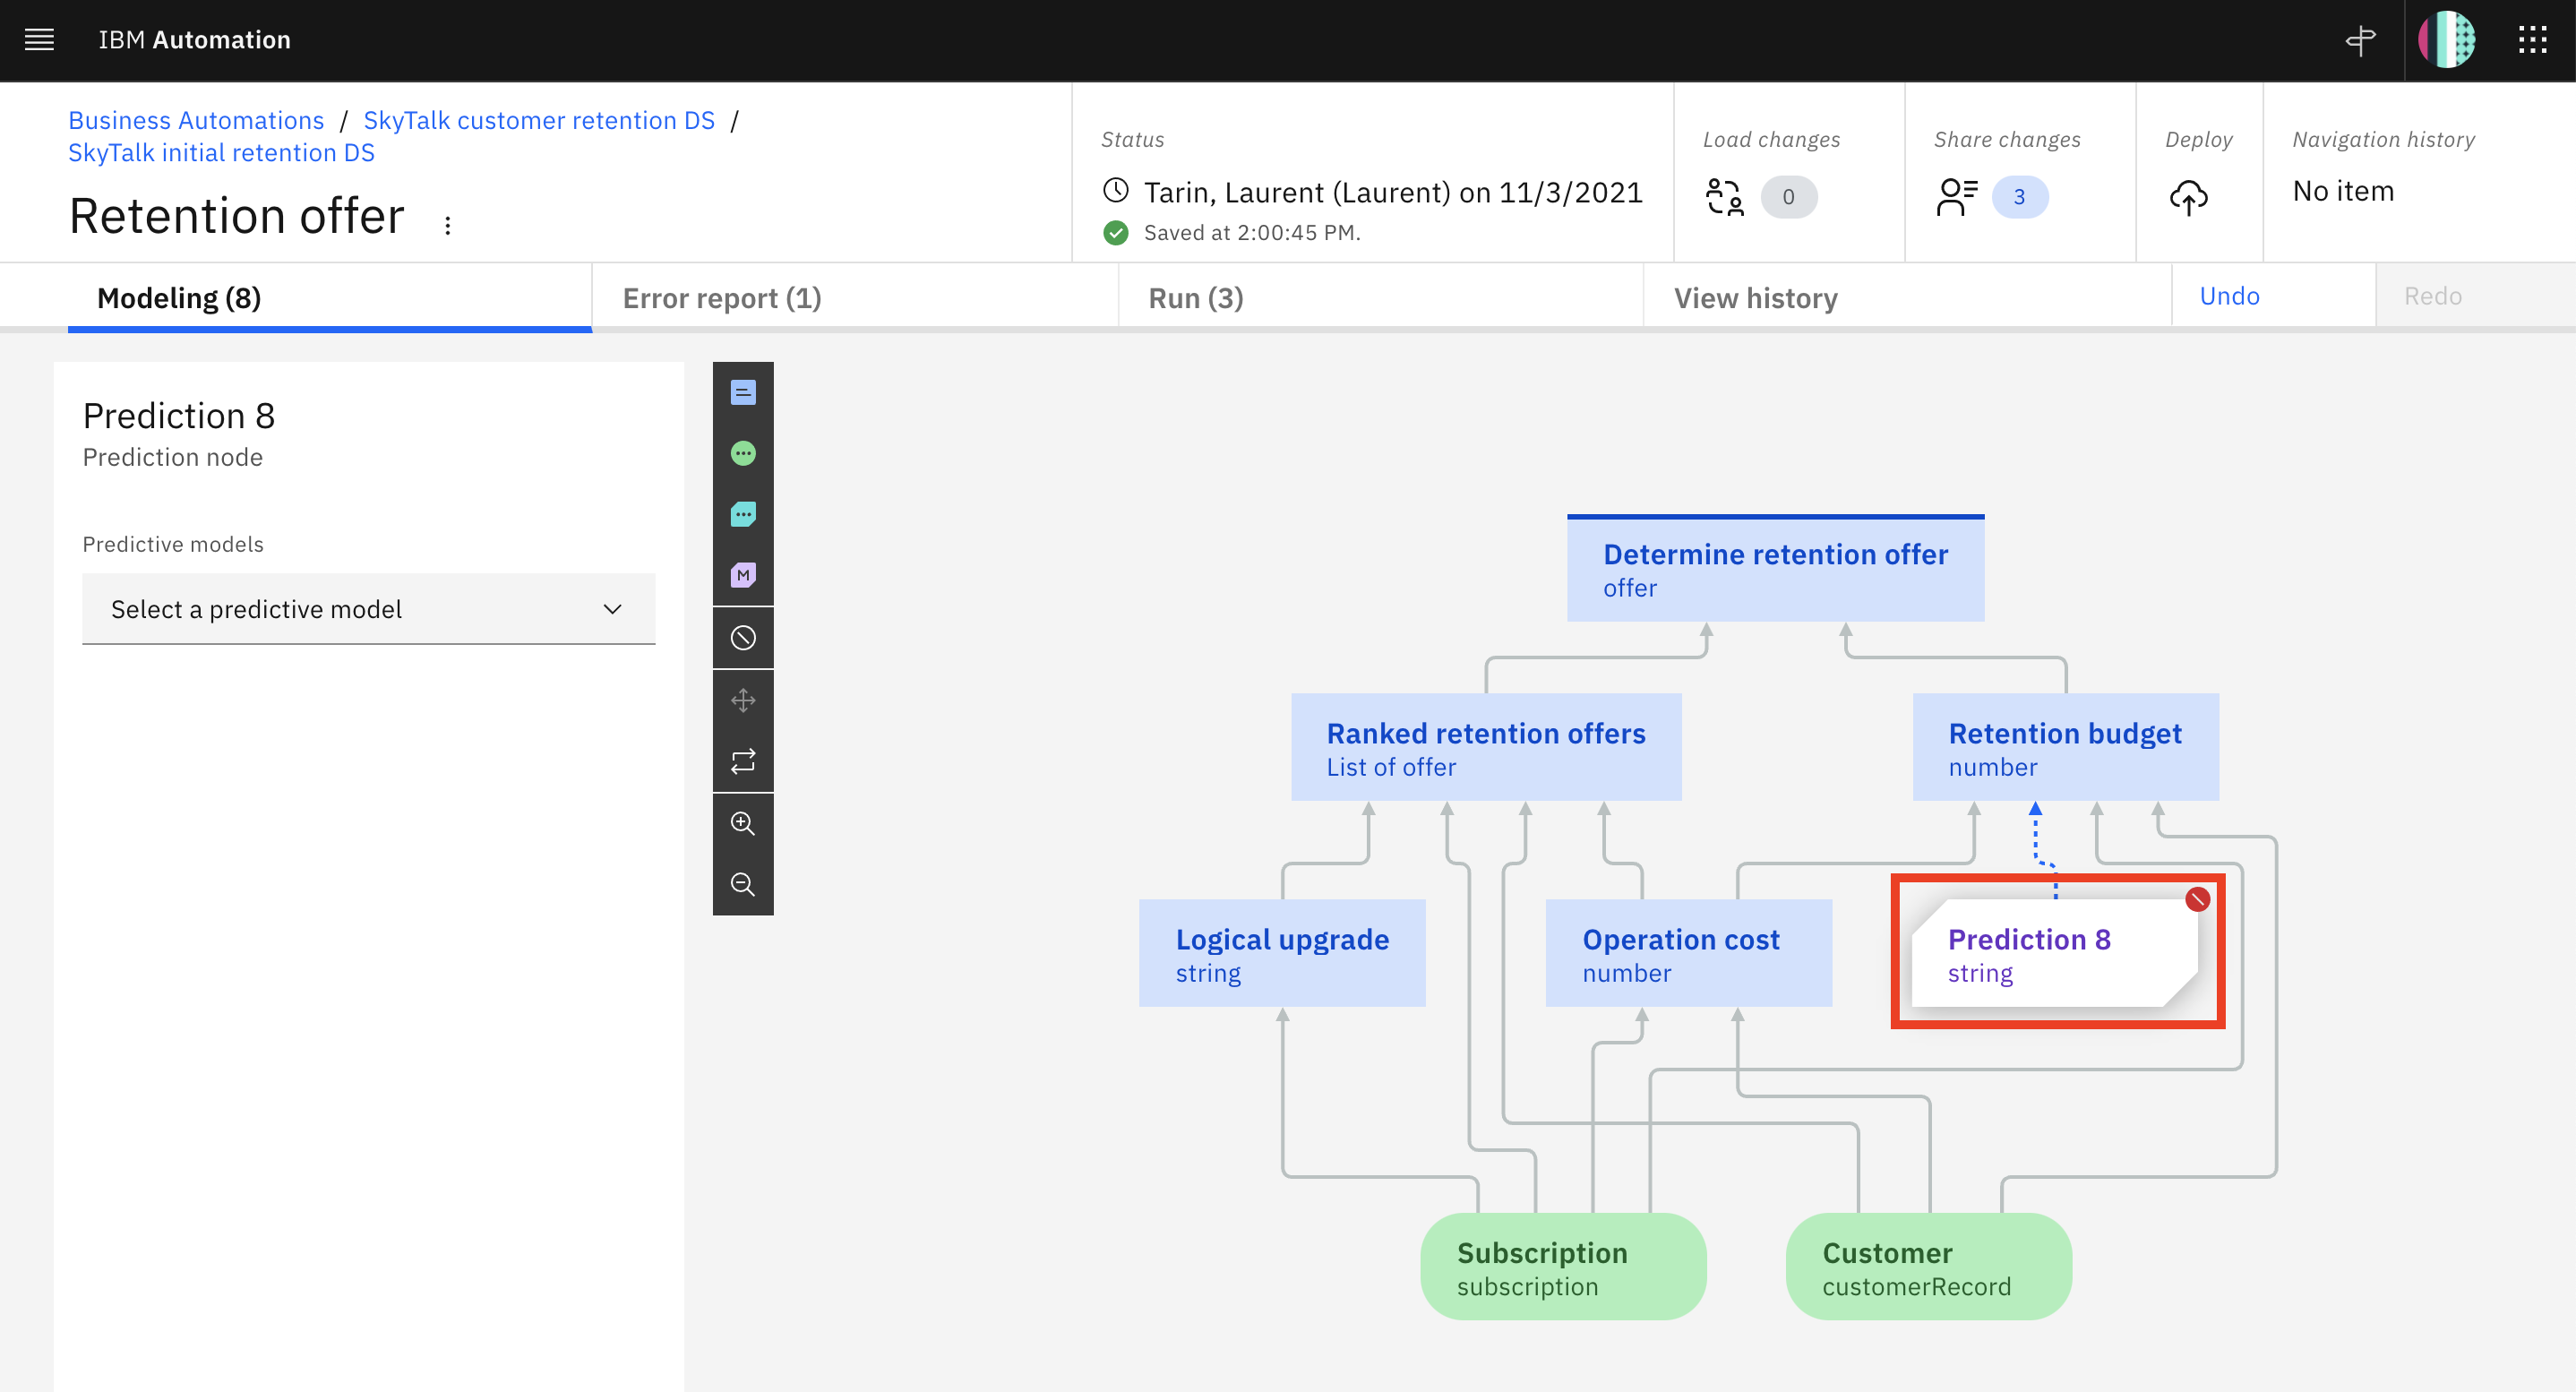 IBM Automation
Business Automations / SkyTalk customer retention DS /
SkyTalk initial retention DS
Retention offer
Status
Tarin, Laurent (Laurent) on 11/3/2021
Saved at 2:00:45 PM.
Load changes
0
Share changes
3
Deploy
Navigation history
No item
Modeling (8)
Error report (1)
Run (3)
View history
Undo
Redo
Prediction 8
Prediction node
Predictive models
Select a predictive model
M
Determine retention offer
offer
Ranked retention offers
List of offer
Retention budget
number
Logical upgrade
string
Operation cost
number
Prediction 8
string
Subscription
subscription
Customer
customerRecord